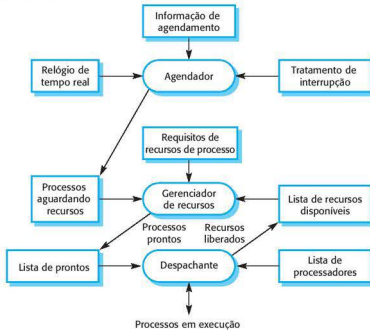 Informação de
agendamento
Relógio de
tempo real
Agendador
Tratamento de
interrupção
Requisitos de
recursos de processo
Processos
aguardando
recursos
Gerenciador
de recursos
Lista de recursos
disponíveis
Processos
prontos
Recursos
liberados
Lista de prontos
Despachante
Lista de
processadores
Processos em execução